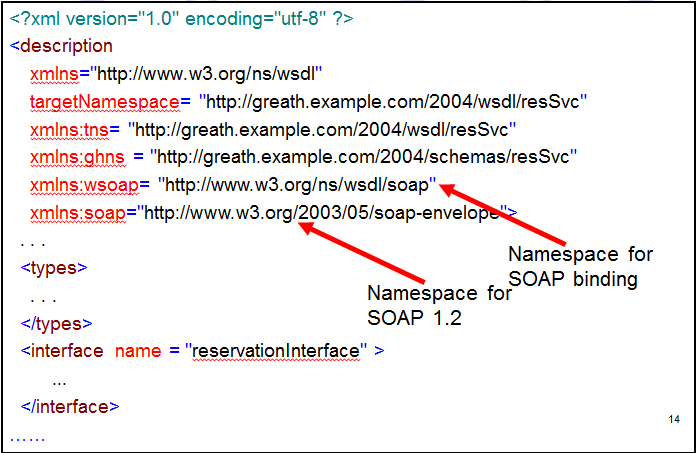 <?xml version="1.0" encoding="utf-8" ?>
<description
xmlns="http://www.w3.org/ns/wsdl"
targetNamespace= "http://greath.example.com/2004/wsdl/resSvc"
xmlns:tns= "http://greath.example.com/2004/wsdl/resSvc"
xmlns:ghns = "http://greath.example.com/2004/schemas/resSvc"
xmlns:wsoap= "http://www.w3.org/ns/wsdl/soap"
xmlns:soap="http://www.w3.org/2003/05/soap-envelope">
. . .
<types>
. . .
</types>
<interface name = "reservationInterface" >
...
</interface>
......
Namespace for
SOAP binding
Namespace for
SOAP 1.2
14